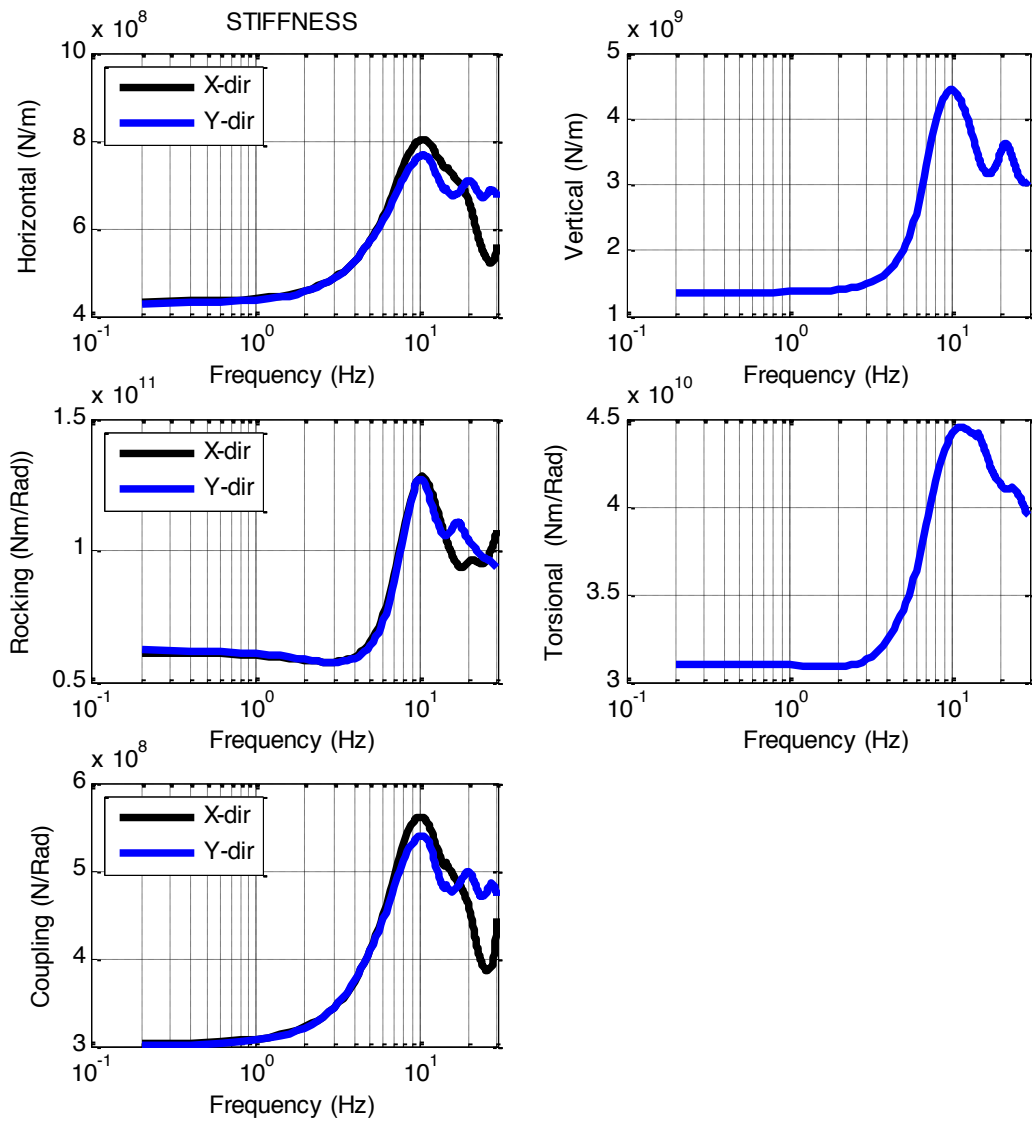 STIFFNESS
x 10^8
10
8
6
4
Horizontal (N/m)
X-dir
Y-dir
10^-1
10^0
10^1
Frequency (Hz)
x 10^9
5
4
3
2
1
Vertical (N/m)
10^-1
10^0
10^1
Frequency (Hz)
x 10^11
1.5
1
0.5
Rocking (Nm/Rad))
X-dir
Y-dir
10^-1
10^0
10^1
Frequency (Hz)
x 10^10
4.5
4
3.5
3
Torsional (Nm/Rad)
10^-1
10^0
10^1
Frequency (Hz)
x 10^8
6
5
4
3
Coupling (N/Rad)
X-dir
Y-dir
10^-1
10^0
10^1
Frequency (Hz)